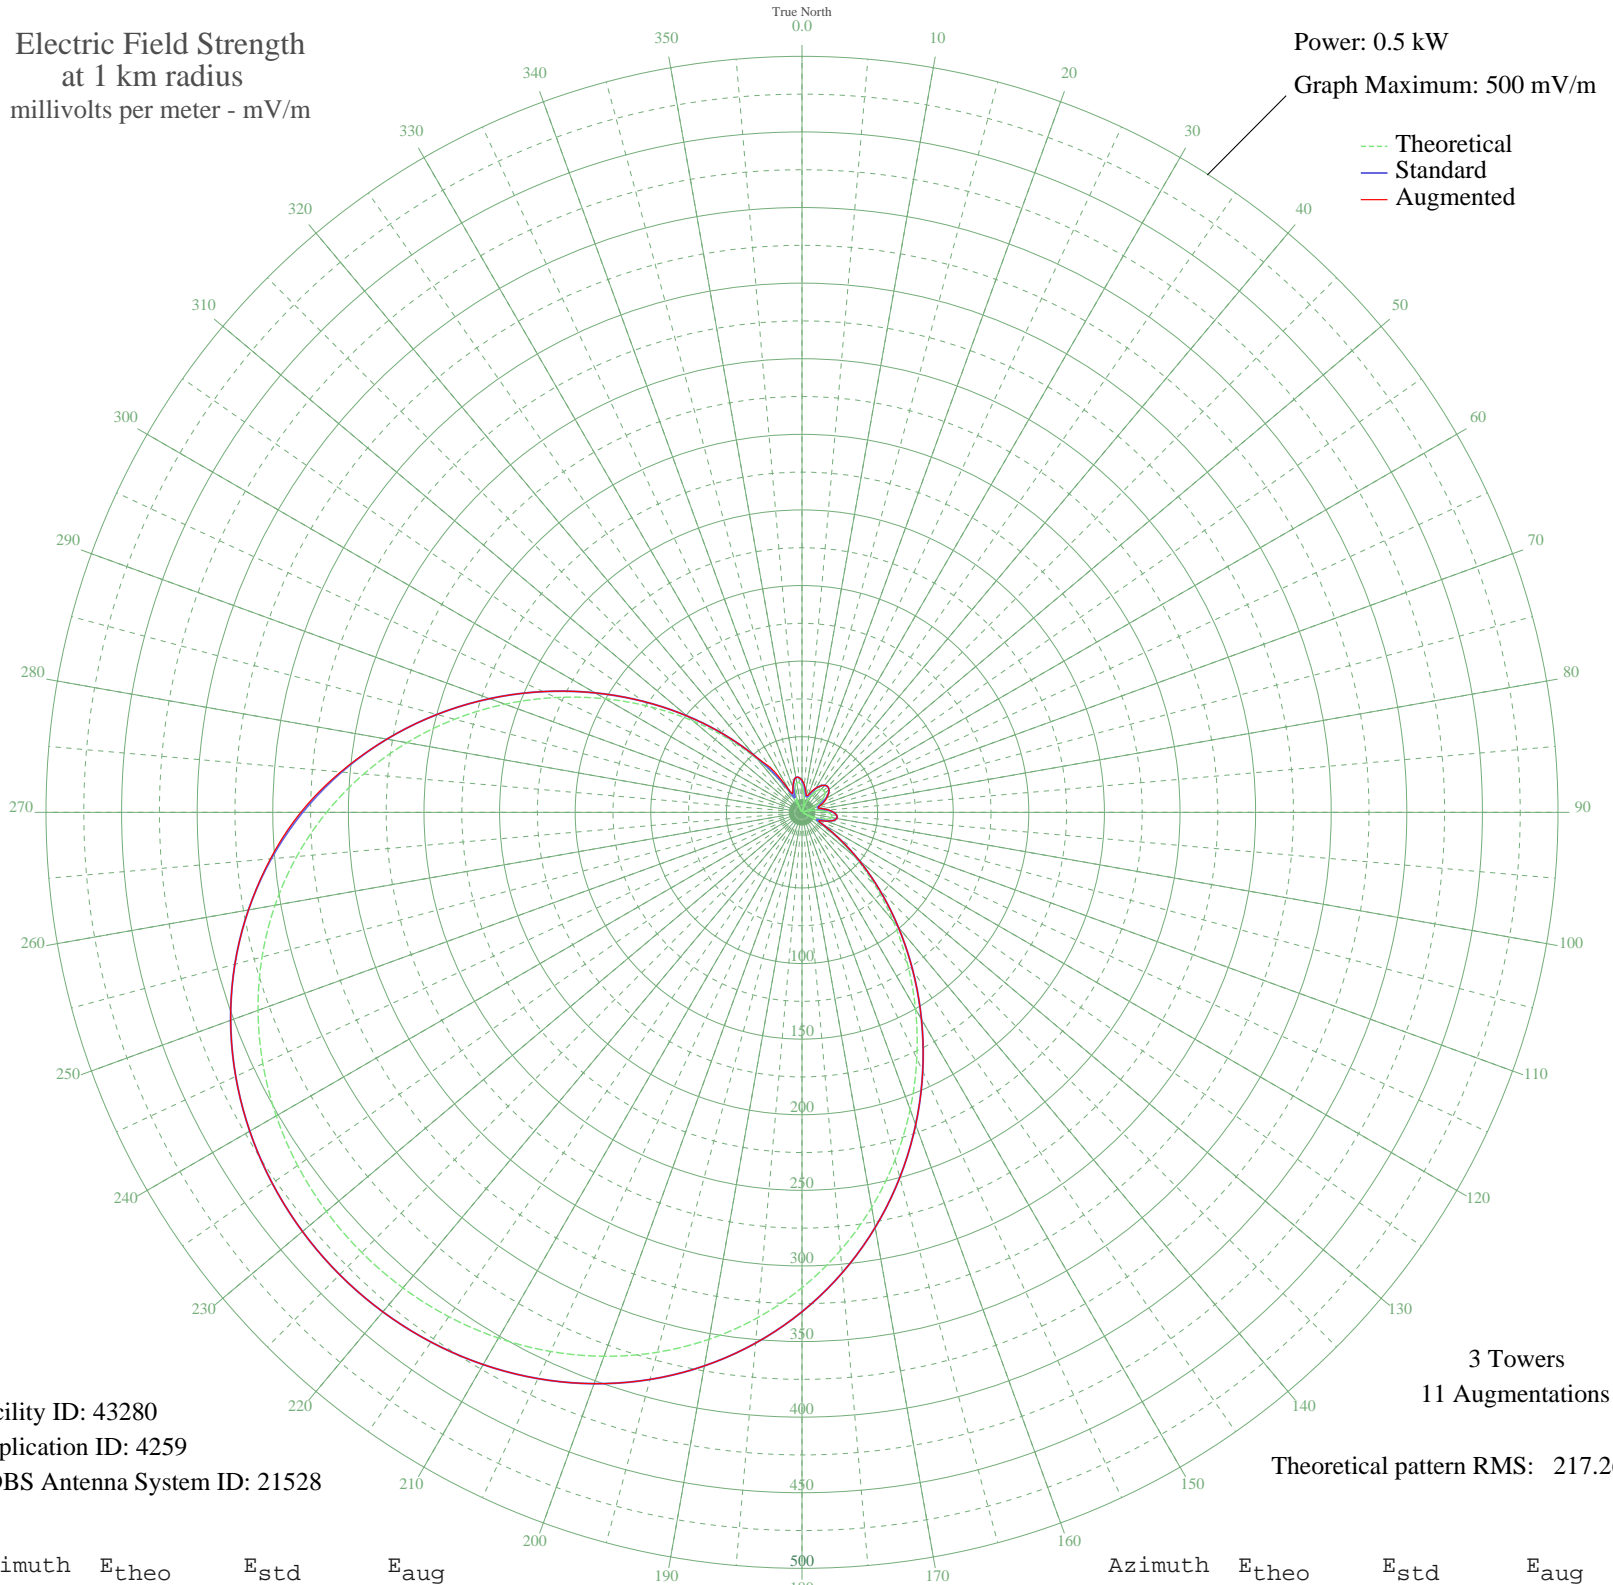 True North
Electric Field Strength
at 1 km radius
millivolts per meter - mV/m
Power: 0.5 kW
Graph Maximum: 500 mV/m
Theoretical
Standard
Augmented
0.0
10
20
30
40
50
60
70
80
90
100
110
120
130
140
150
160
170
190
200
210
220
230
240
250
260
270
280
290
300
310
320
330
340
350
100
150
200
250
300
350
400
450
500
3 Towers
11 Augmentations
Theoretical pattern RMS: 217.2
cility ID: 43280
plication ID: 4259
DBS Antenna System ID: 21528
imuth Etheo Estd Eaug
Azimuth Etheo Estd Eaug